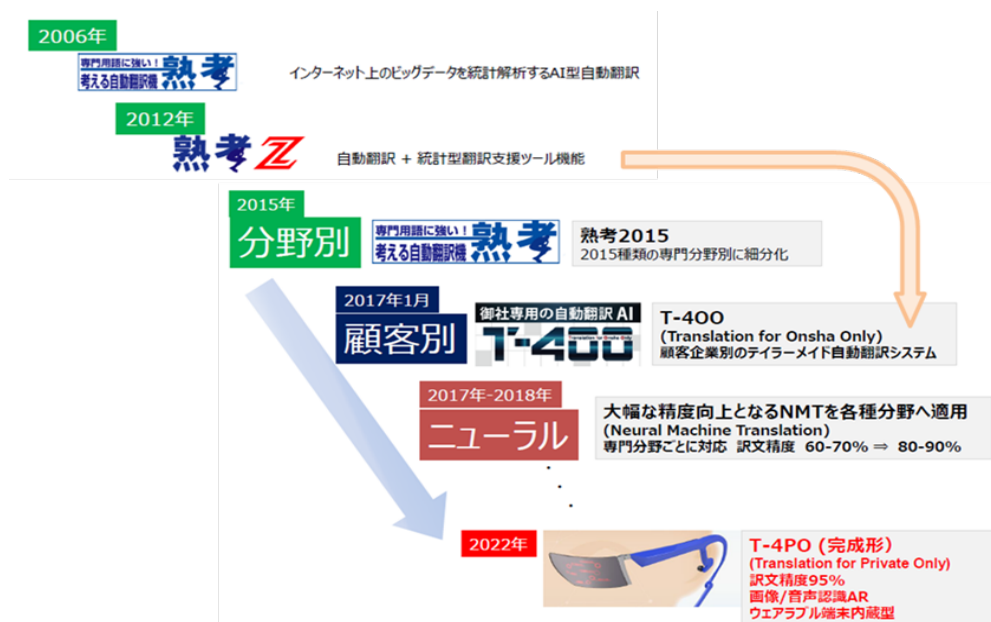 2006年
専門用語に強い！
考える自動翻訳機 熟考
インターネット上のビッグデータを統計解析するAI型自動翻訳
2012年
熟考Z
自動翻訳 + 統計型翻訳支援ツール機能
2015年
分野別
専門用語に強い！
考える自動翻訳機 熟考
熟考2015
2015種類の専門分野別に細分化
2017年1月
顧客別
御社専用の自動翻訳 AI
T-4OO
Translation for Onsha Only
T-4OO
(Translation for Onsha Only)
顧客企業別のテイラーメイド自動翻訳システム
2017年-2018年
ニューラル
大幅な精度向上となるNMTを各種分野へ適用
(Neural Machine Translation)
専門分野ごとに対応 訳文精度 60-70% ⇒ 80-90%
2022年
T-4PO (完成形)
(Translation for Private Only)
訳文精度95%
画像/音声認識AR
ウェアラブル端末内蔵型